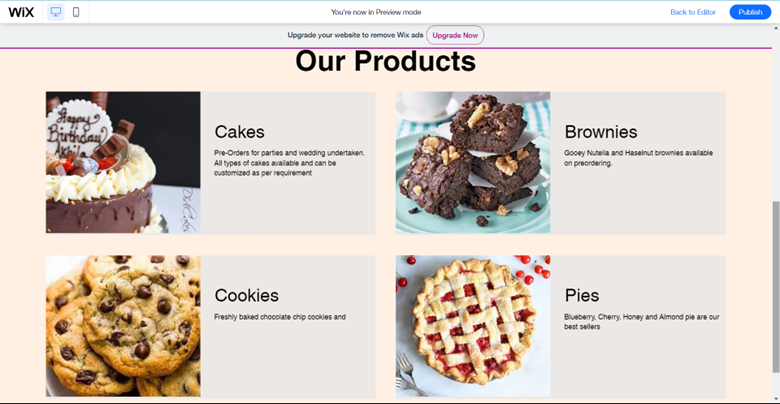 WiX
You're now in Preview mode
Back to Editor
Publish
Upgrade your website to remove Wix ads
Upgrade Now
Our Products
Happy
Birthday
Cakes
Pre-Orders for parties and wedding undertaken.
All types of cakes available and can be
customized as per requirement
Brownies
Gooey Nutella and Haselnut brownies available
on preordering.
Cookies
Freshly baked chocolate chip cookies and
Pies
Blueberry, Cherry, Honey and Almond pie are our
best sellers